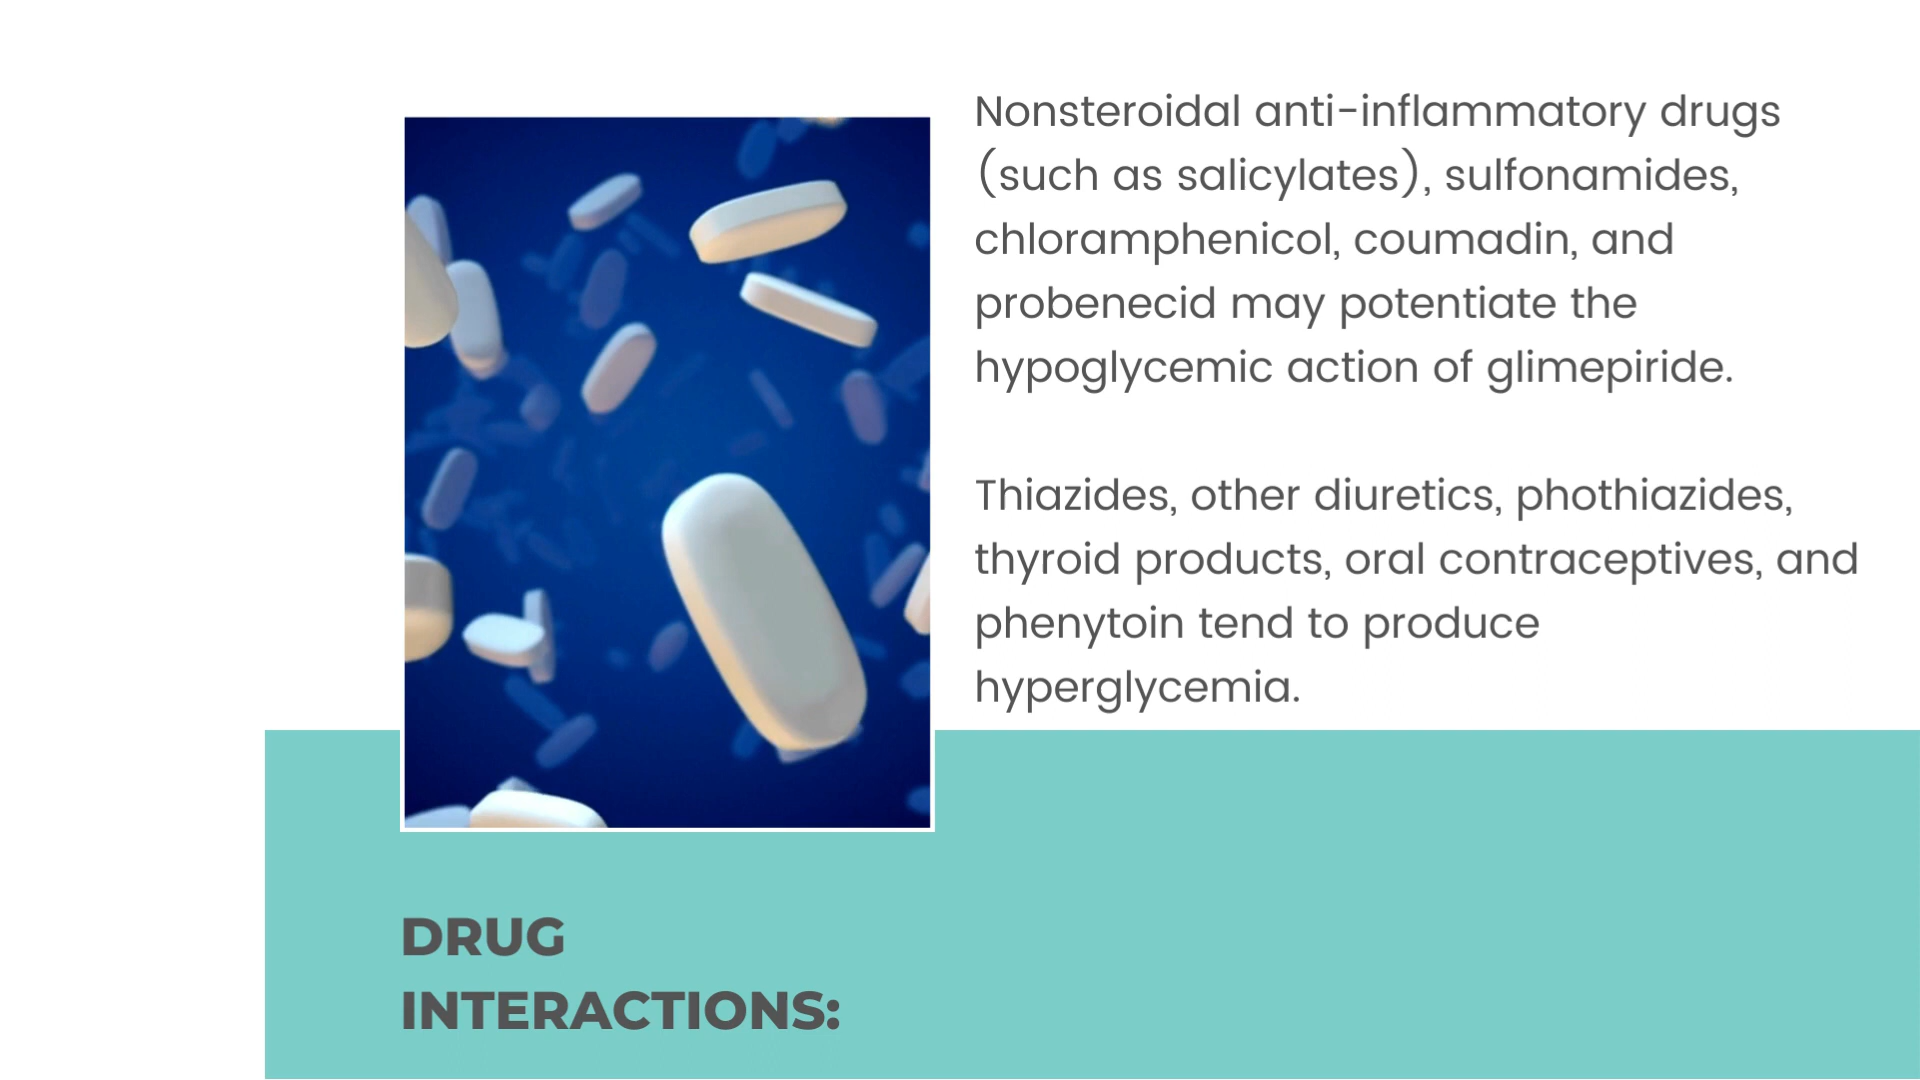 Nonsteroidal anti-inflammatory drugs
(such as salicylates), sulfonamides,
chloramphenicol, coumadin, and
probenecid may potentiate the
hypoglycemic action of glimepiride.
Thiazides, other diuretics, phothiazides,
thyroid products, oral contraceptives, and
phenytoin tend to produce
hyperglycemia.
DRUG
INTERACTIONS: